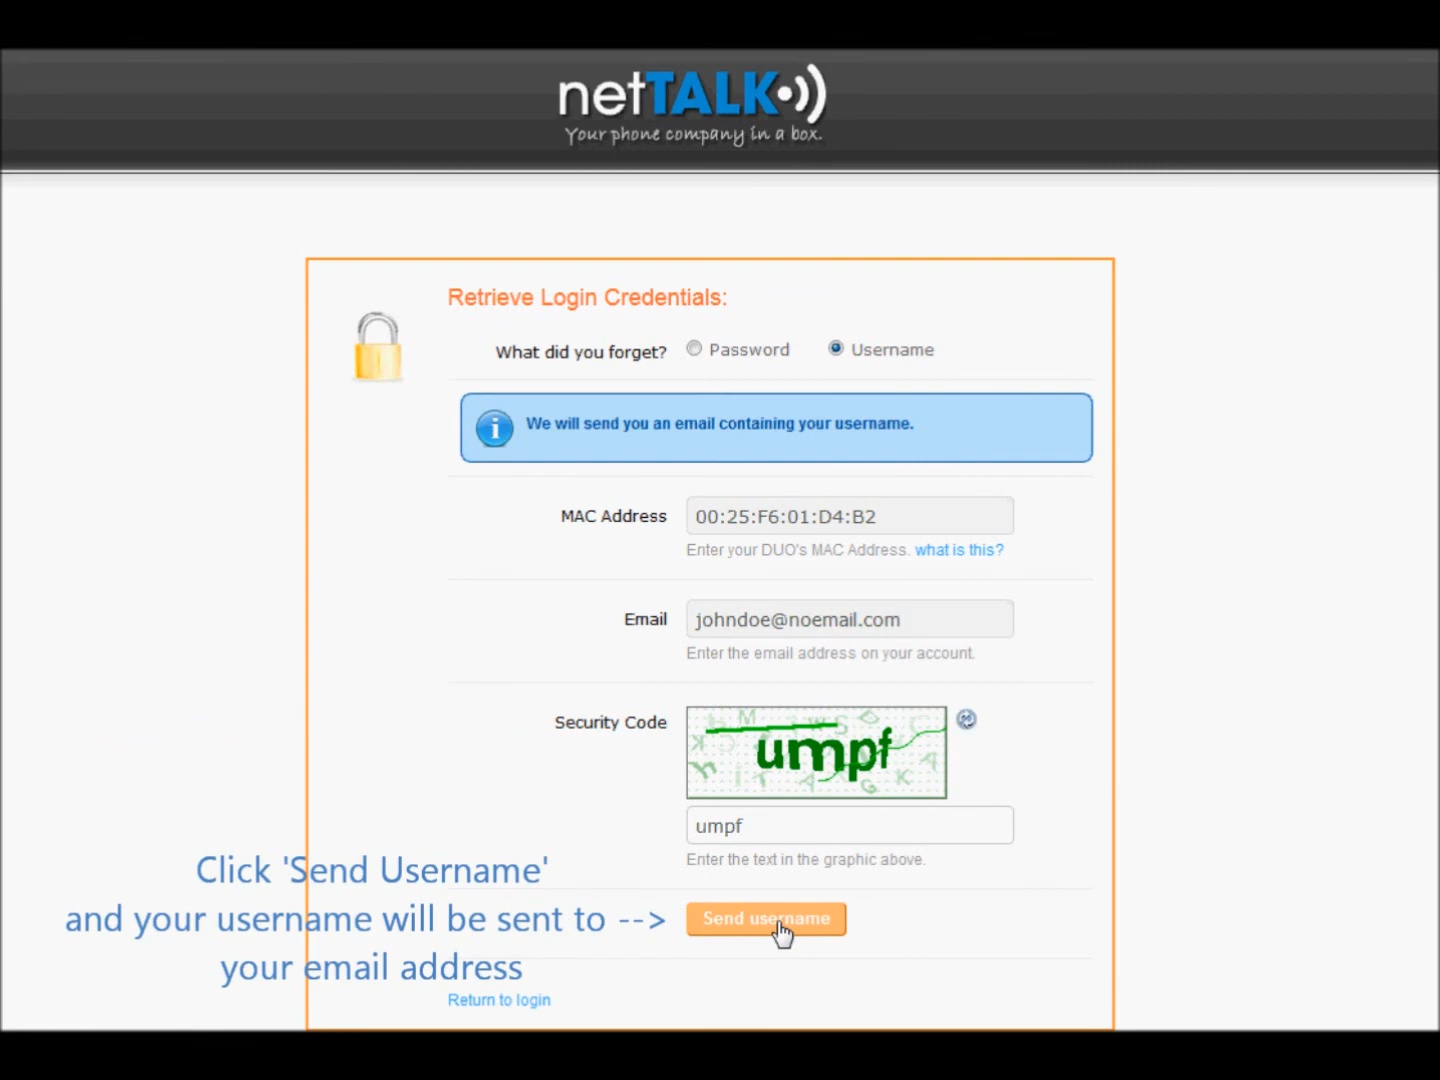 netTALK
Your phone company in a box.
Retrieve Login Credentials:
What did you forget? Password Username
We will send you an email containing your username.
MAC Address 00:25:F6:01:D4:B2
Enter your DUO's MAC Address. what is this?
Email johndoe@noemail.com
Enter the email address on your account.
Security Code umpf
umpf
Enter the text in the graphic above.
Click 'Send Username'
and your username will be sent to -->
your email address
Send username
Return to login